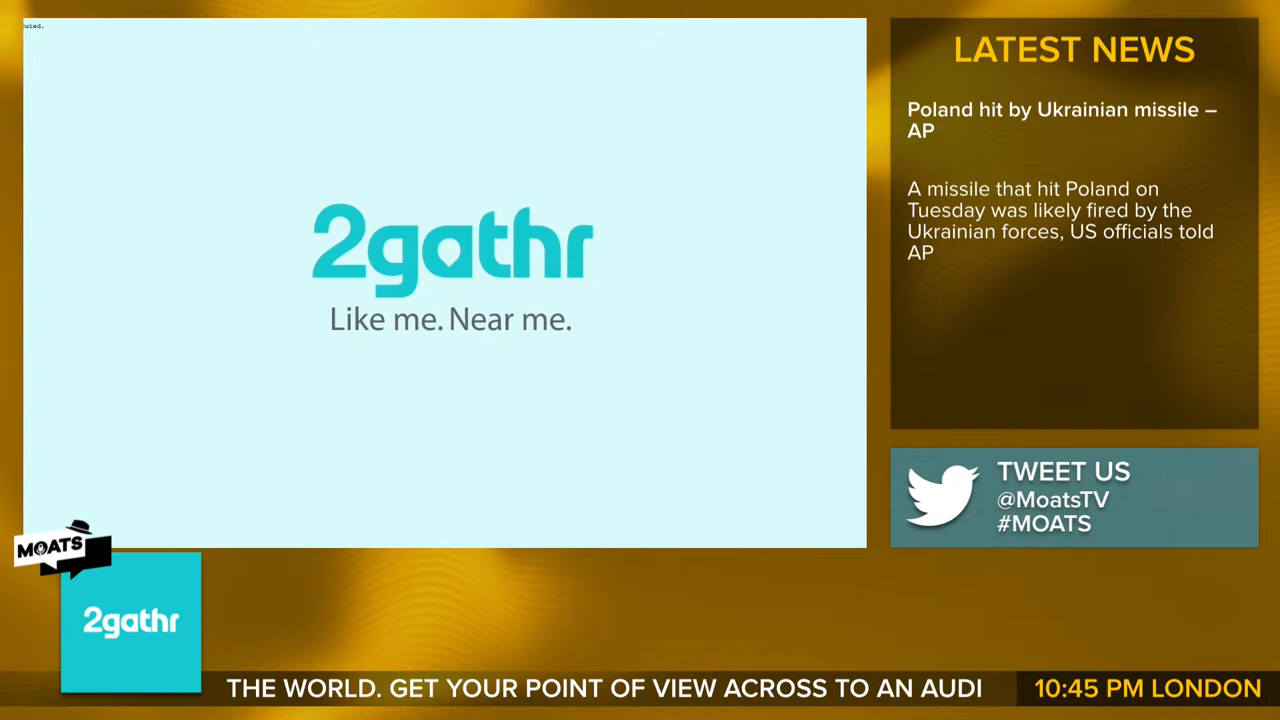 cuted.
2gathr
Like me. Near me.
LATEST NEWS
Poland hit by Ukrainian missile –
AP
A missile that hit Poland on
Tuesday was likely fired by the
Ukrainian forces, US officials told
AP
TWEET US
@MoatsTV
#MOATS
MOATS
2gathr
THE WORLD. GET YOUR POINT OF VIEW ACROSS TO AN AUDI
10:45 PM LONDON